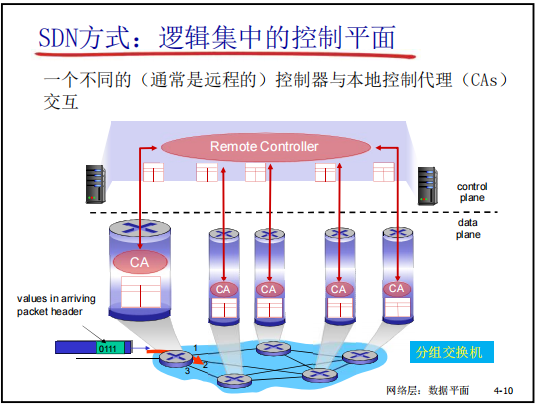 SDN方式：逻辑集中的控制平面
一个不同的（通常是远程的）控制器与本地控制代理（CAs）
交互
Remote Controller
control
plane
data
plane
CA
CA
CA
CA
CA
values in arriving
packet header
0111
1
2
3
分组交换机
网络层：数据平面 4-10